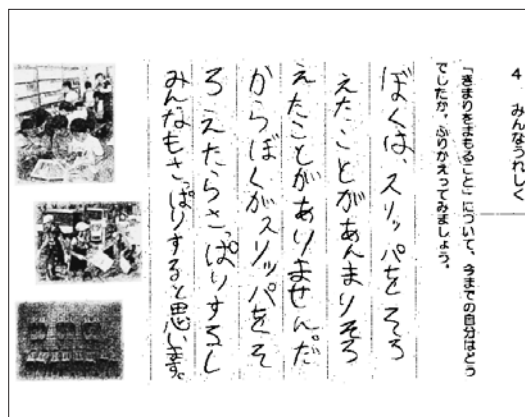 4 みんなうれしく
「きまりをまもること」について、今までの自分はどう
でしたか。ふりかえってみましょう。
ぼくは、スリッパをそろ
えたことがあんまりそろ
えたことがありません。だ
からぼくがスリッパをそ
ろえたらさっぱりするし
みんなもさっぱりすると思います。